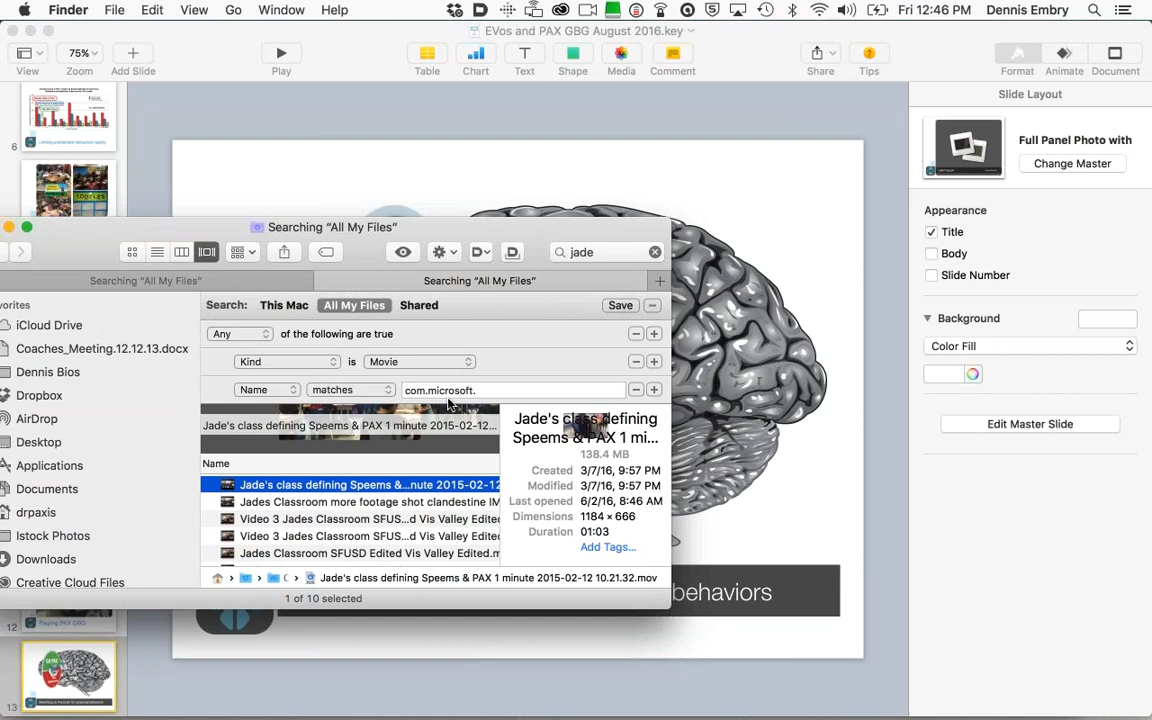 Finder File Edit View Go Window Help Fri 12:46 PM Dennis Embry
EVos and PAX GBG August 2016.key
75%
View Zoom Add Slide Play Table Chart Text Shape Media Comment Share Tips Format Animate Document
Slide Layout
Full Panel Photo with
Change Master
Appearance
Title
Body
Slide Number
Background
Color Fill
Edit Master Slide
6
12
Playing PAX GBG
13
behaviors
Searching “All My Files”
jade
Searching “All My Files” Searching “All My Files”
vorites
iCloud Drive
Coaches_Meeting.12.12.13.docx
Dennis Bios
Dropbox
AirDrop
Desktop
Applications
Documents
drpaxis
Istock Photos
Downloads
Creative Cloud Files
Search: This Mac All My Files Shared Save
Any of the following are true
Kind is Movie
Name matches com.microsoft.
Jade's class defining Speems & PAX 1 minute 2015-02-12...
Name
Jade's class defining Speems &...nute 2015-02-12
Jades Classroom more footage shot clandestine IM
Video 3 Jades Classroom SFUS...d Vis Valley Edited
Video 3 Jades Classroom SFUS...d Vis Valley Edited
Jades Classroom SFUSD Edited Vis Valley Edited.m
Jade's class defining
Speems & PAX 1 mi...
138.4 MB
Created 3/7/16, 9:57 PM
Modified 3/7/16, 9:57 PM
Last opened 6/2/16, 8:46 AM
Dimensions 1184 × 666
Duration 01:03
Add Tags...
Jade's class defining Speems & PAX 1 minute 2015-02-12 10.21.32.mov
1 of 10 selected